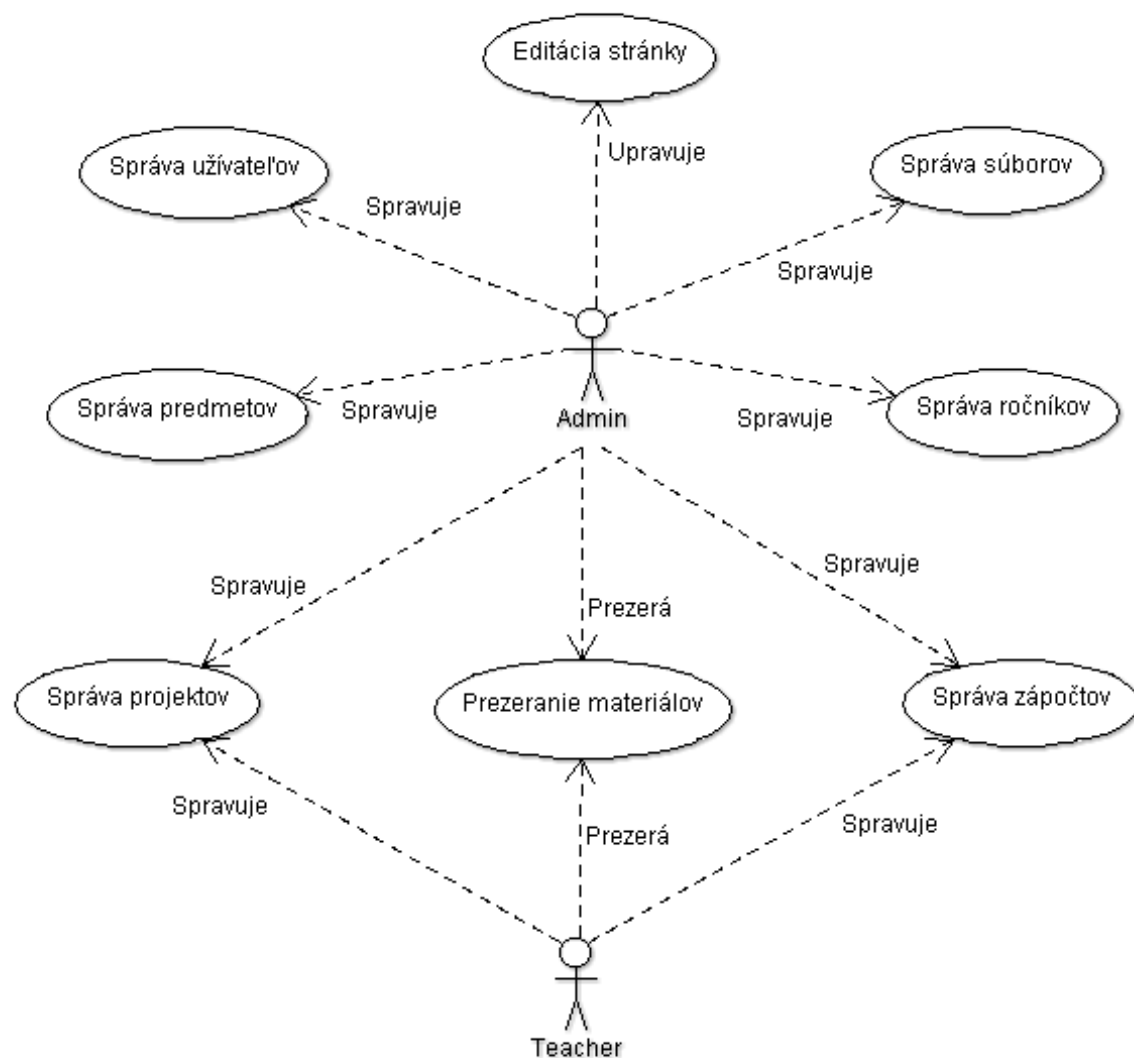 Editácia stránky
Upravuje
Správa užívateľov
Správa súborov
Spravuje
Spravuje
Správa predmetov
Spravuje
Admin
Spravuje
Správa ročníkov
Spravuje
Prezerá
Spravuje
Správa projektov
Prezeranie materiálov
Správa zápočtov
Spravuje
Prezerá
Spravuje
Teacher